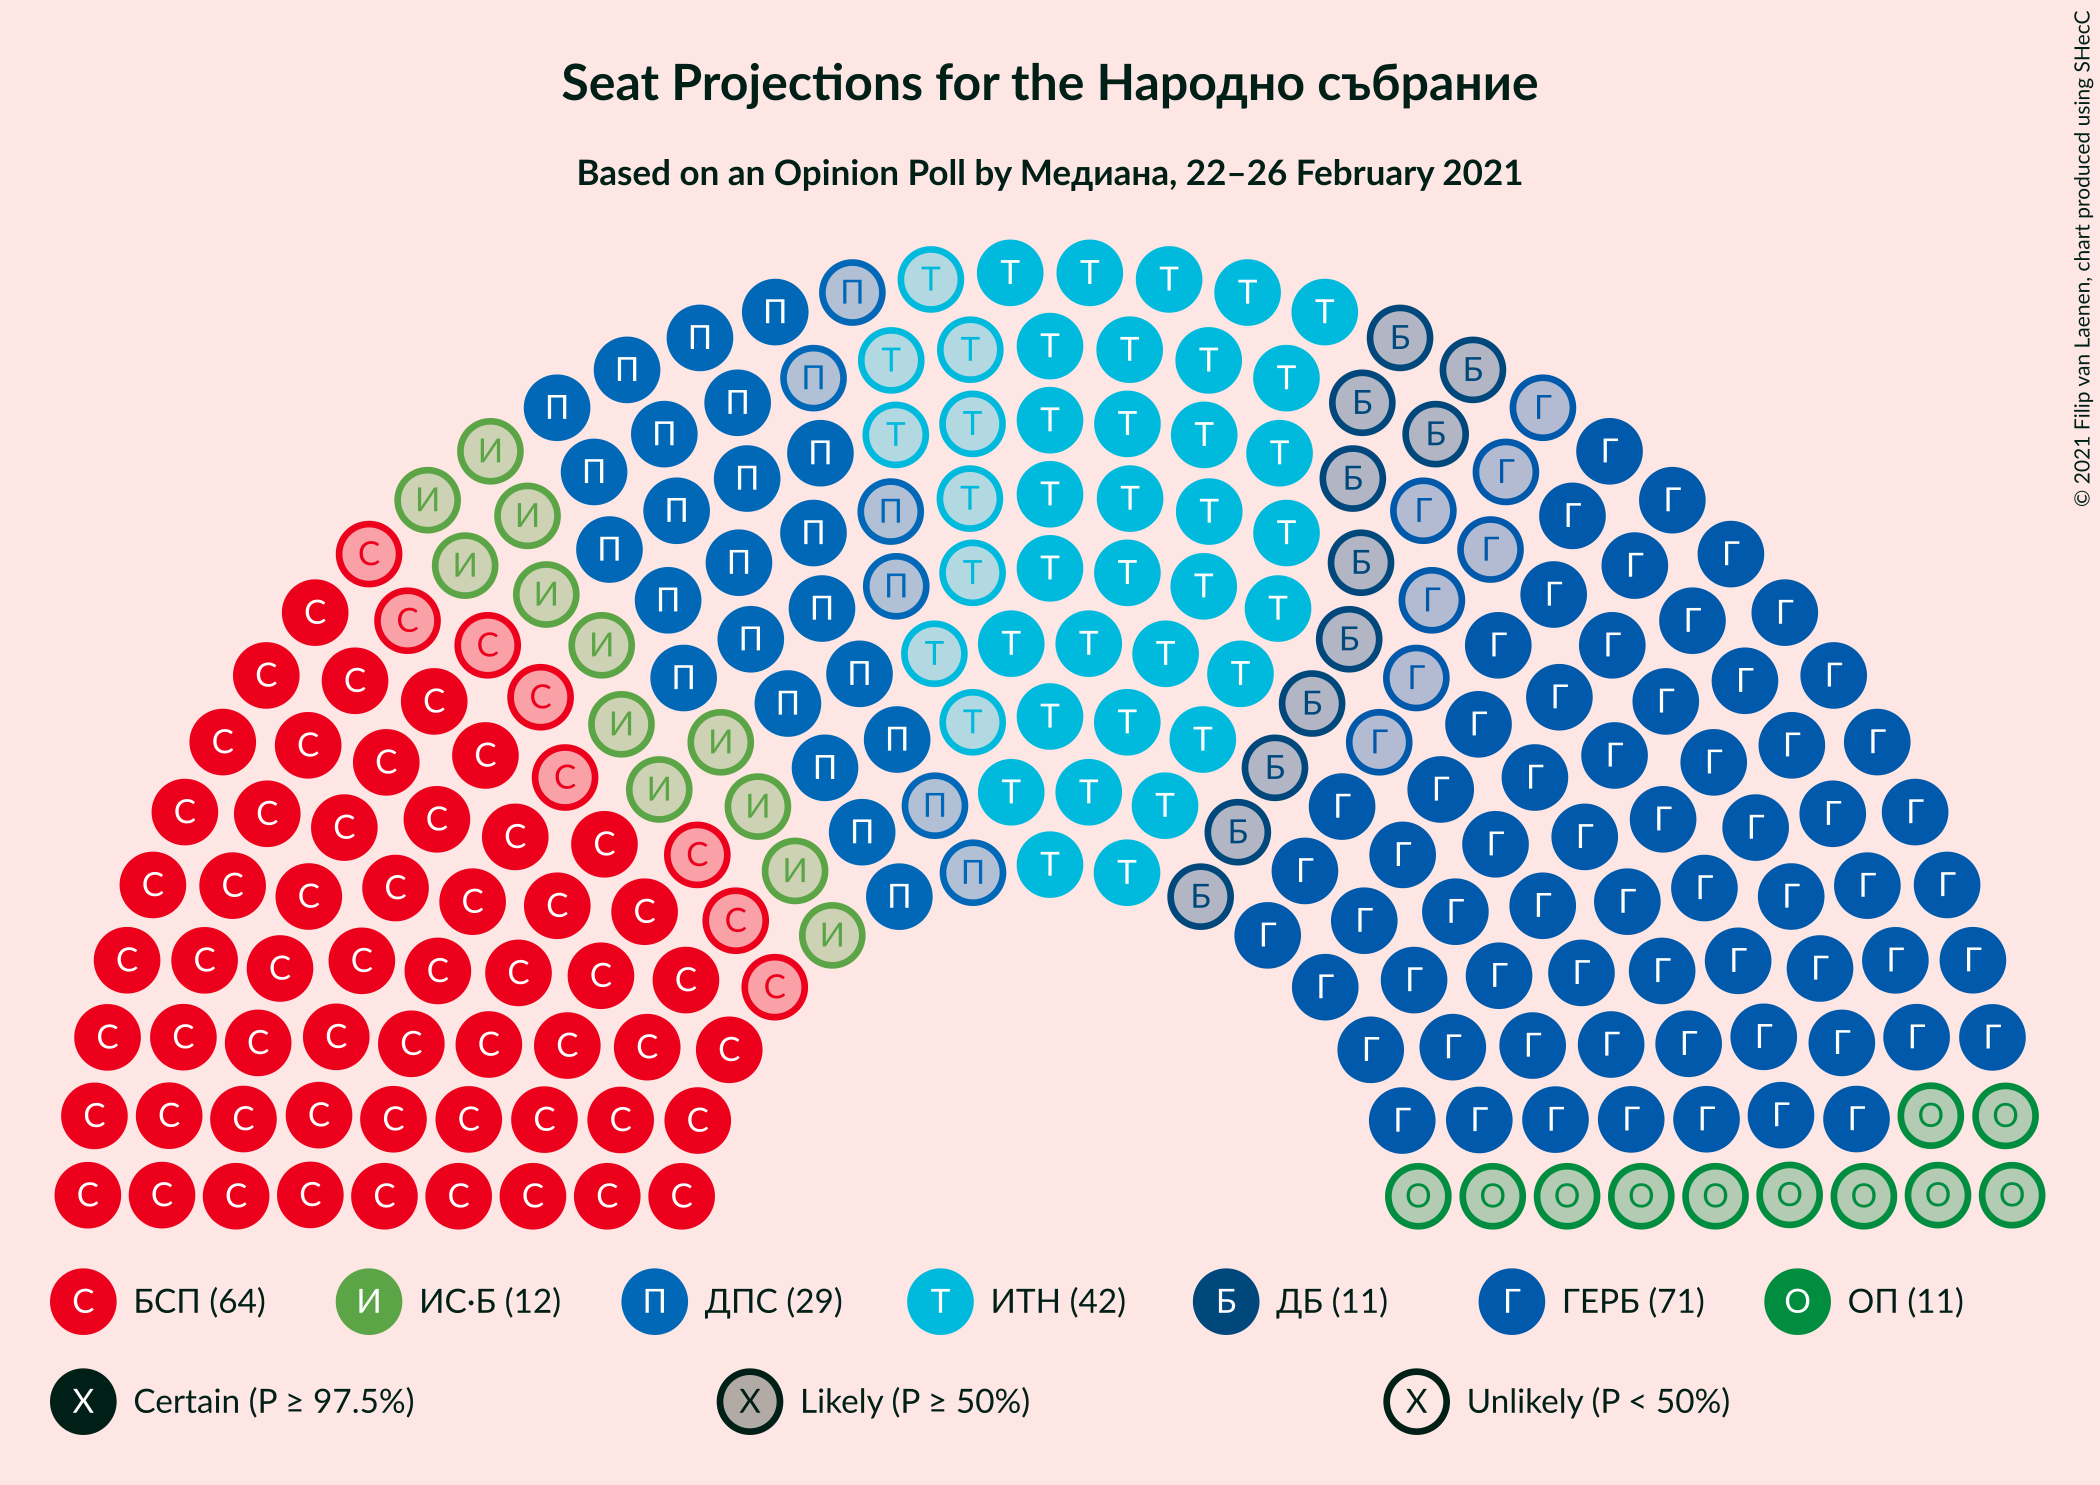 Seat Projections for the Народно събрание
Based on an Opinion Poll by Медиана, 22–26 February 2021
© 2021 Filip van Laenen, chart produced using SHecC
С БСП (64) И ИС·Б (12) П ДПС (29) Т ИТН (42) Б ДБ (11) Г ГЕРБ (71) О ОП (11)
X Certain (P ≥ 97.5%) X Likely (P ≥ 50%) X Unlikely (P < 50%)